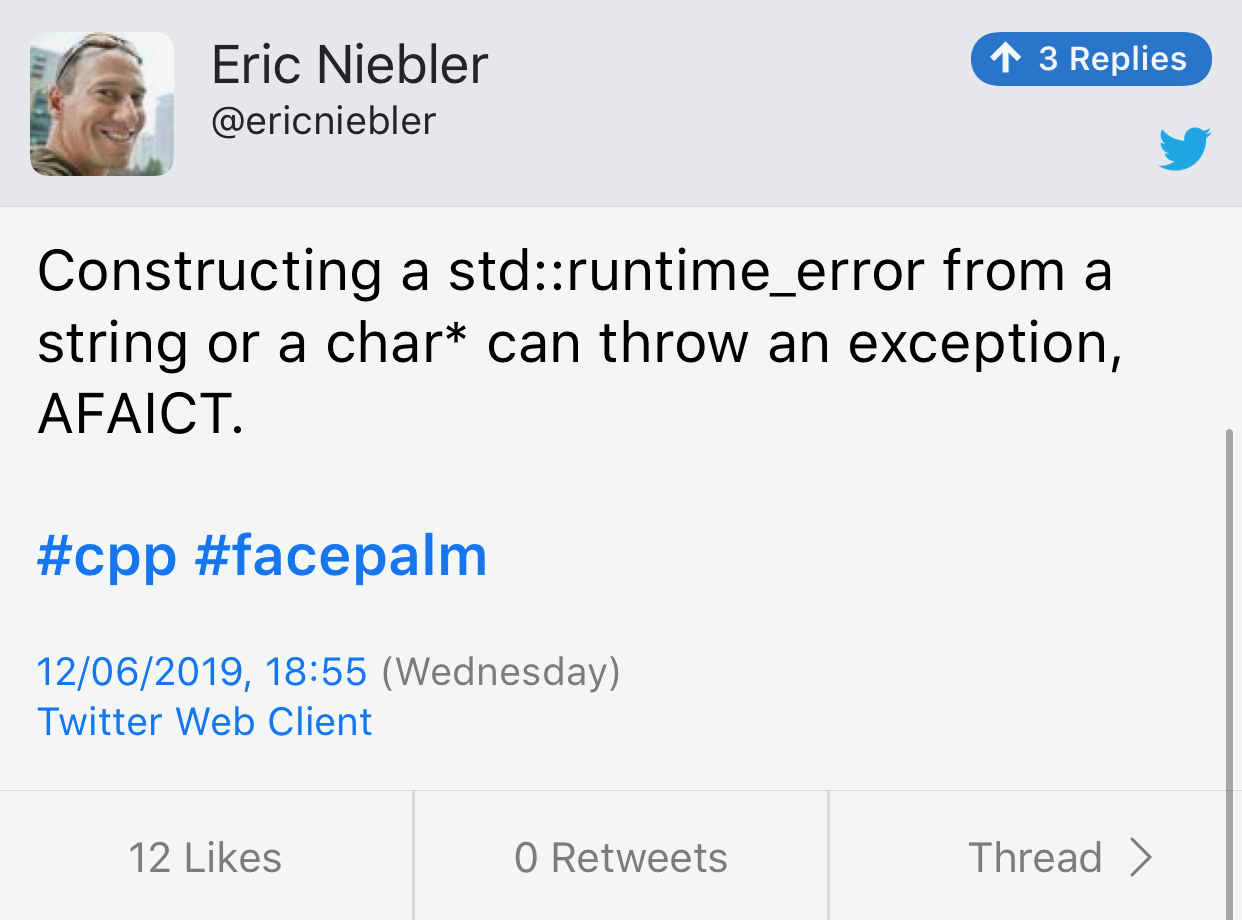 Eric Niebler
@ericniebler
3 Replies
Constructing a std::runtime_error from a
string or a char* can throw an exception,
AFAICT.
#cpp #facepalm
12/06/2019, 18:55 (Wednesday)
Twitter Web Client
12 Likes
0 Retweets
Thread